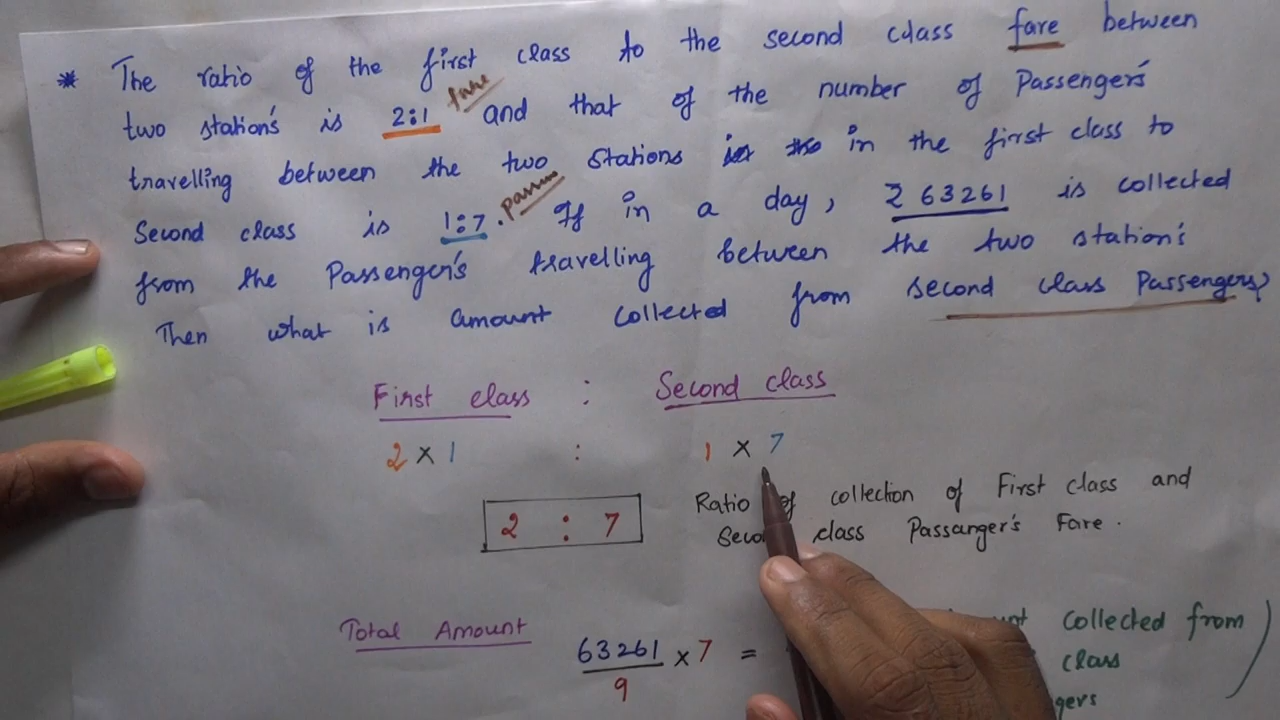 * The ratio of the first class to the second class fare between
two station's is 2:1 fare and that of the number of Passenger's
travelling between the two stations in the first class to
Second class is 1:7. If in a day, ₹ 63261 is collected
from the Passenger's travelling between the two station's
Then what is amount collected from second class Passengers?
First class : Second class
2 × 1 : 1 × 7
2 : 7
Ratio of collection of First class and
class Passanger's Fare.
Total Amount
63261
9
× 7 =
collected from
class